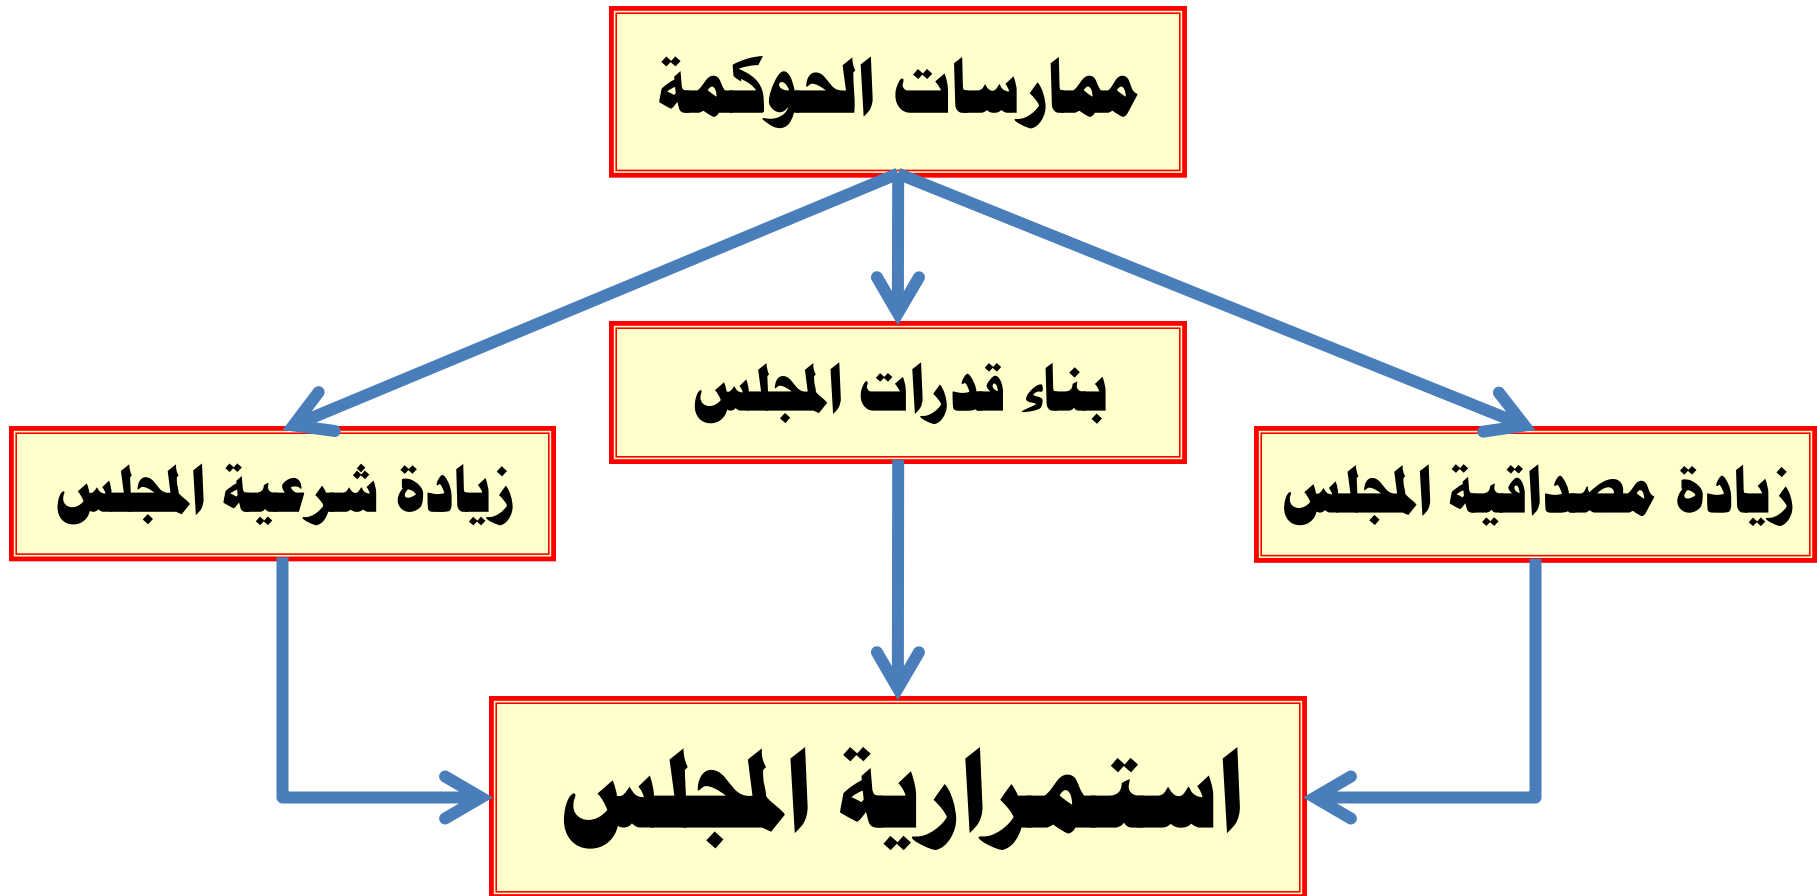 ممارسات الحوكمة
بناء قدرات المجلس
زيادة مصداقية المجلس
زيادة شرعية المجلس
استمرارية المجلس